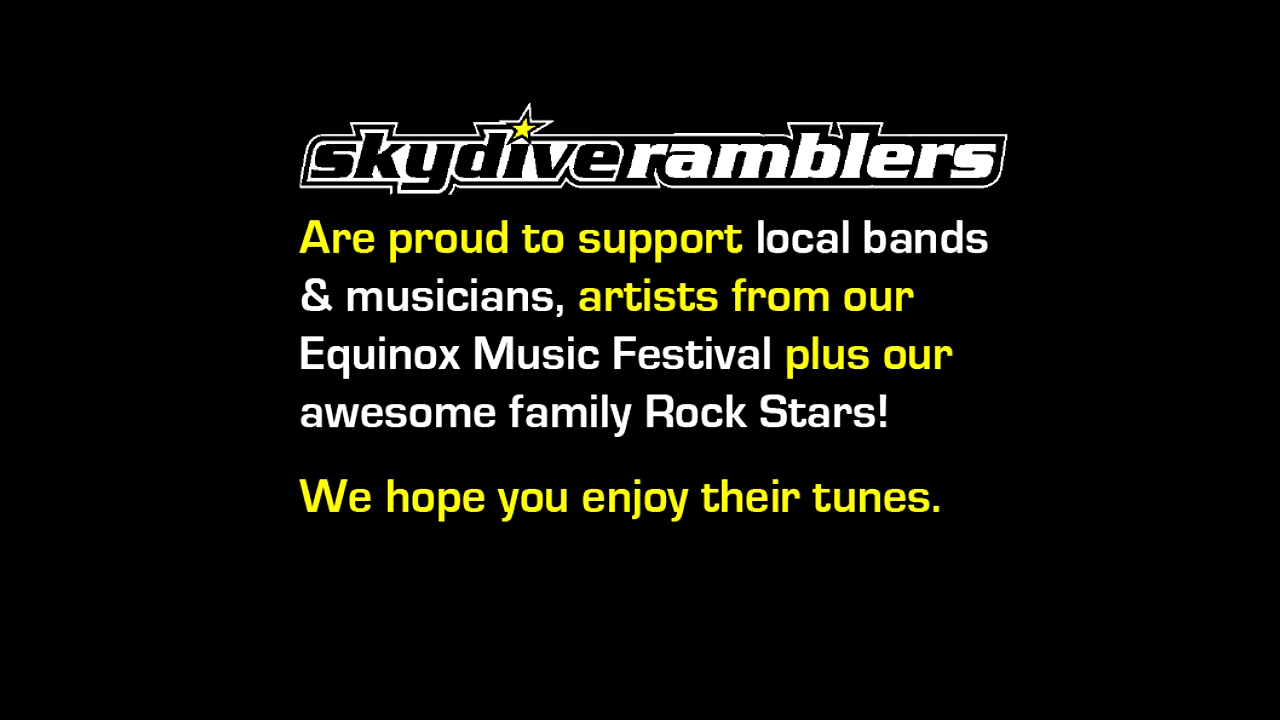 skydiveramblers
Are proud to support local bands
& musicians, artists from our
Equinox Music Festival plus our
awesome family Rock Stars!
We hope you enjoy their tunes.